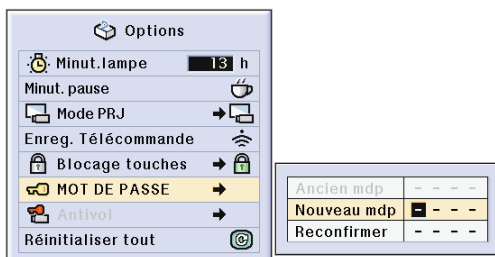 Options
Minut.lampe 13 h
Minut. pause
Mode PRJ
Enreg. Télécommande
Blocage touches
MOT DE PASSE
Antivol
Réinitialiser tout
Ancien mdp - - - -
Nouveau mdp - - - -
Reconfirmer - - - -